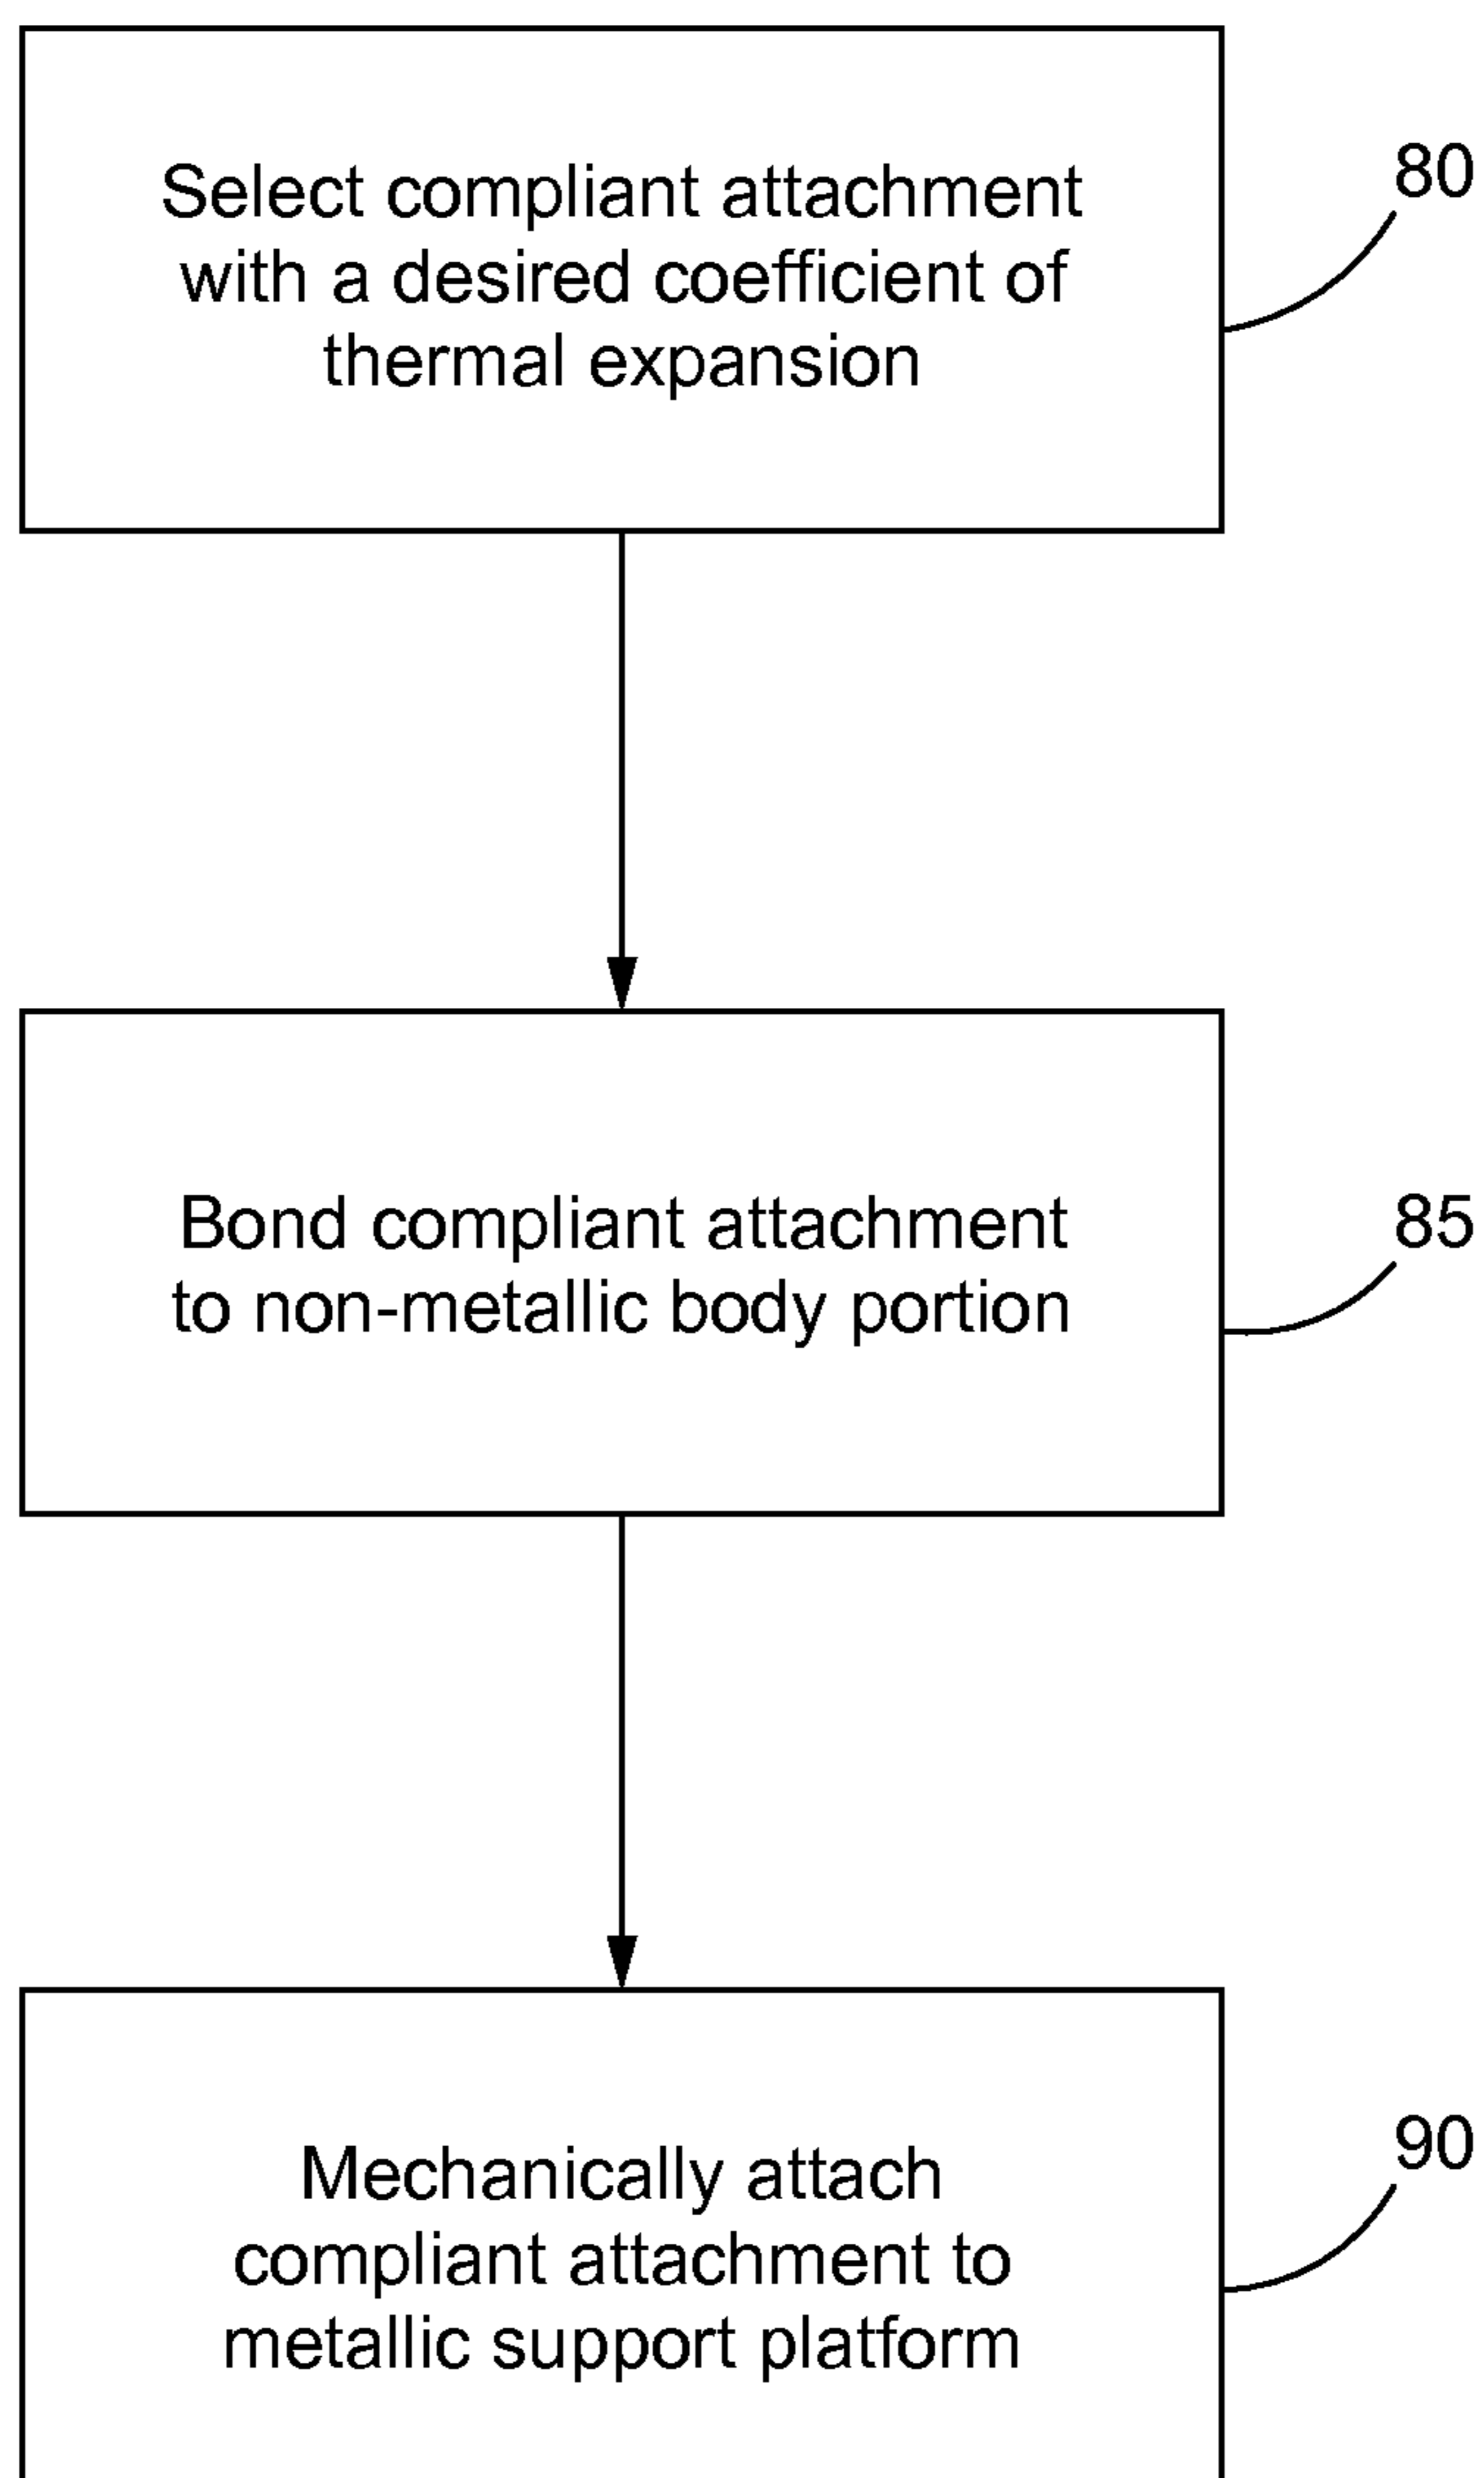 Select compliant attachment
with a desired coefficient of
thermal expansion
80
Bond compliant attachment
to non-metallic body portion
85
Mechanically attach
compliant attachment to
metallic support platform
90